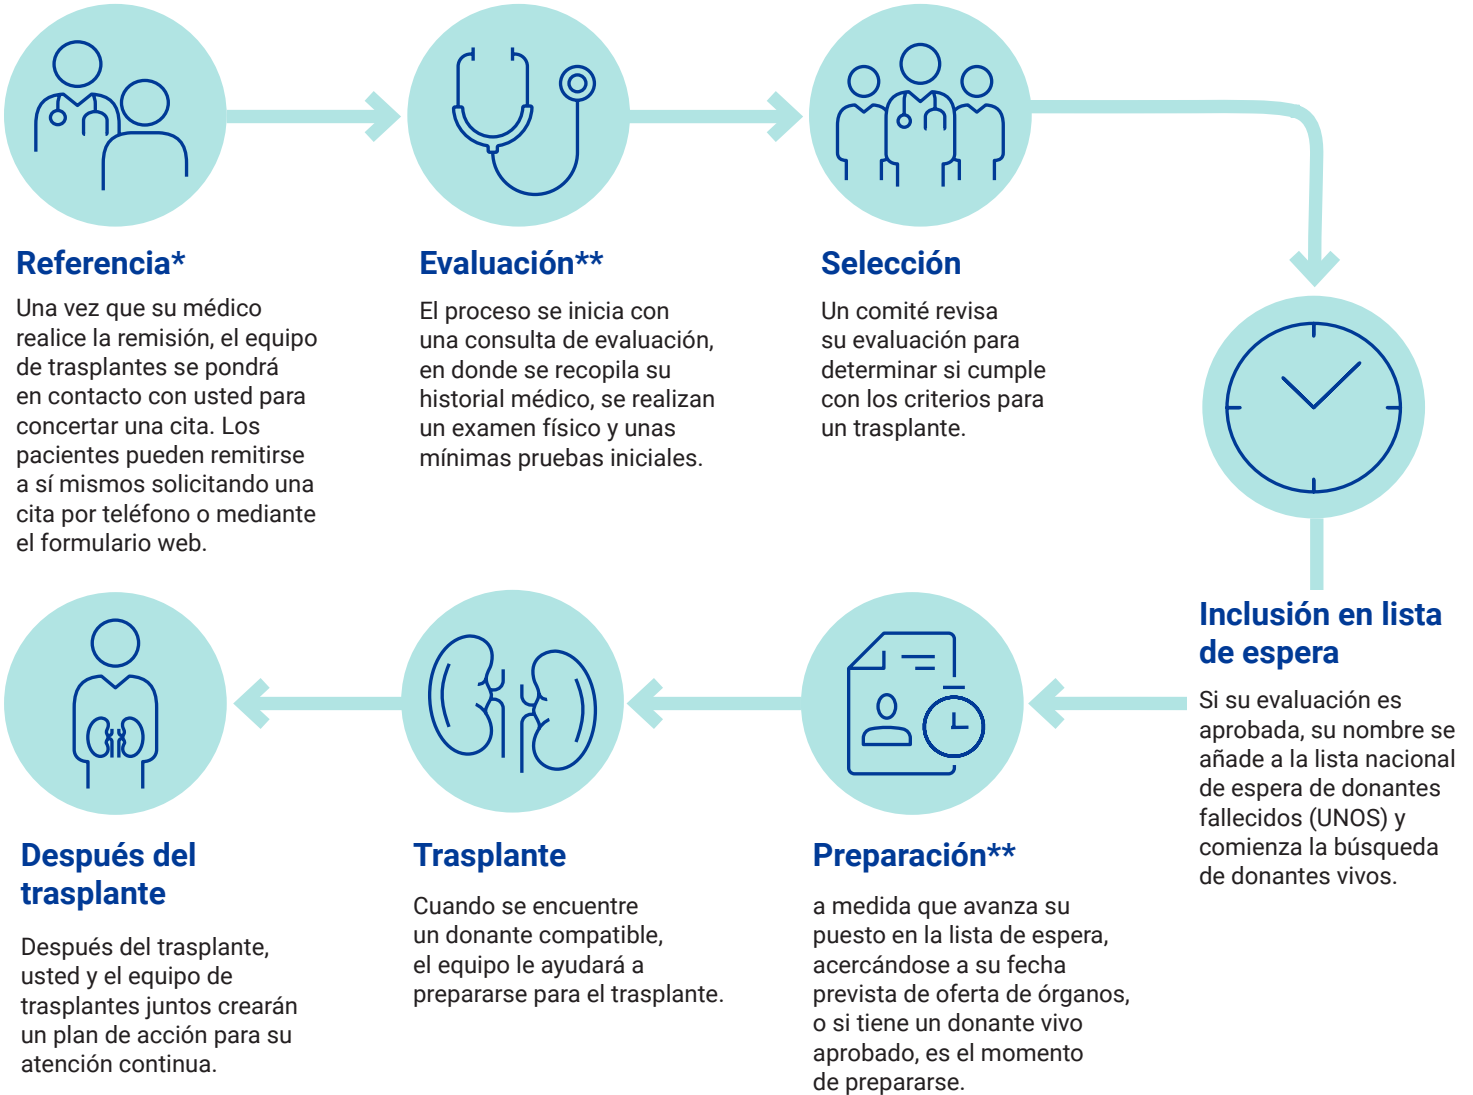 Referencia*
Una vez que su médico
realice la remisión, el equipo
de trasplantes se pondrá
en contacto con usted para
concertar una cita. Los
pacientes pueden remitirse
a sí mismos solicitando una
cita por teléfono o mediante
el formulario web.
Evaluación**
El proceso se inicia con
una consulta de evaluación,
en donde se recopila su
historial médico, se realizan
un examen físico y unas
mínimas pruebas iniciales.
Selección
Un comité revisa
su evaluación para
determinar si cumple
con los criterios para
un trasplante.
Inclusión en lista
de espera
Si su evaluación es
aprobada, su nombre se
añade a la lista nacional
de espera de donantes
fallecidos (UNOS) y
comienza la búsqueda
de donantes vivos.
Preparación**
a medida que avanza su
puesto en la lista de espera,
acercándose a su fecha
prevista de oferta de órganos,
o si tiene un donante vivo
aprobado, es el momento
de prepararse.
Trasplante
Cuando se encuentre
un donante compatible,
el equipo le ayudará a
prepararse para el trasplante.
Después del
trasplante
Después del trasplante,
usted y el equipo de
trasplantes juntos crearán
un plan de acción para su
atención continua.